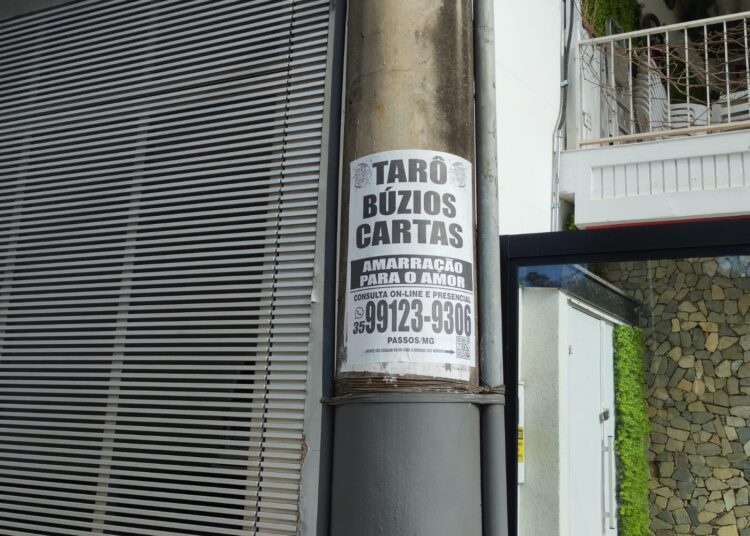 TARÔ
BÚZIOS
CARTAS
AMARRAÇÃO
PARA O AMOR
CONSULTA ON-LINE E PRESENCIAL
35 99123-9306
PASSOS/MG